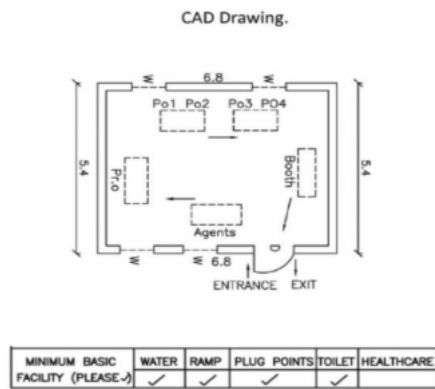 CAD Drawing.
W 6.8 W
Po1 Po2 Po3 PO4
5.4 5.4
Pr.o Booth
Agents
W W 6.8 D
ENTRANCE EXIT
MINIMUM BASIC FACILITY (PLEASE✓) WATER RAMP PLUG POINTS TOILET HEALTHCARE
✓ ✓ ✓ ✓